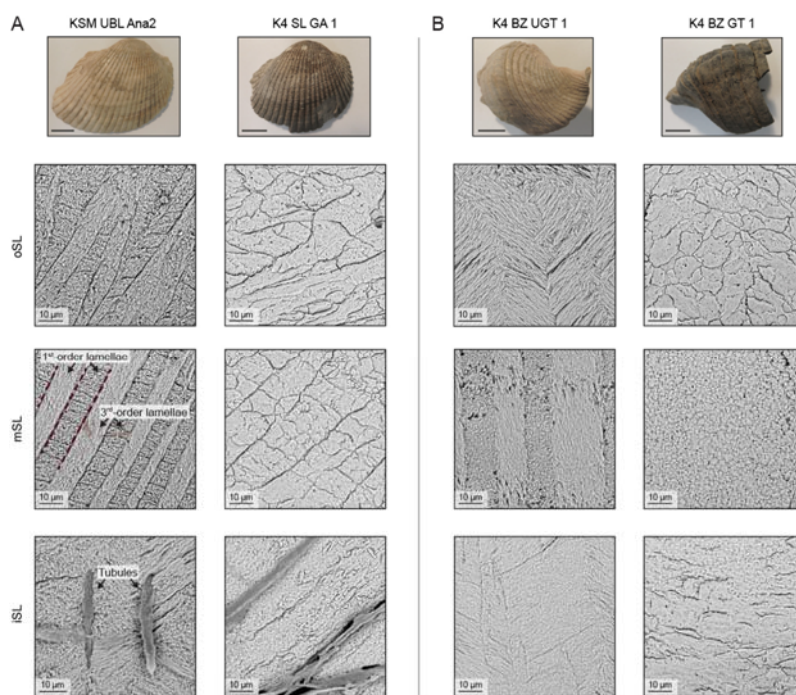 A
KSM UBL Ana2
K4 SL GA 1
B
K4 BZ UGT 1
K4 BZ GT 1
oSL
10 µm
10 µm
10 µm
10 µm
mSL
1st-order lamellae
3rd-order lamellae
10 µm
10 µm
10 µm
10 µm
iSL
Tubules
10 µm
10 µm
10 µm
10 µm